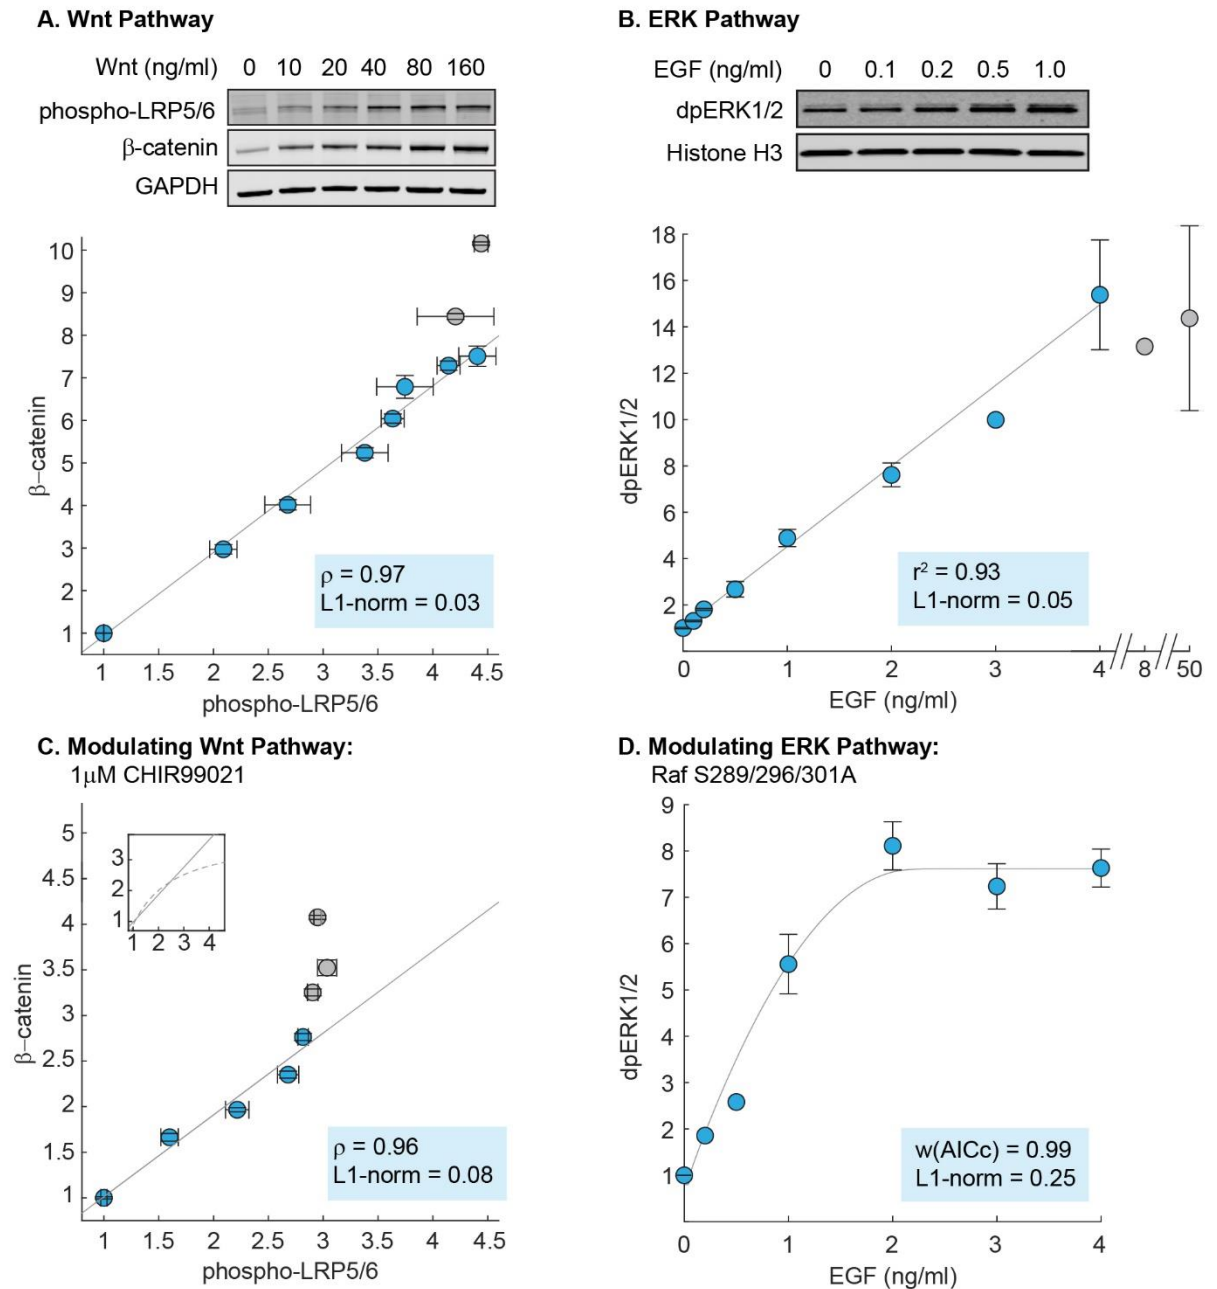 A. Wnt Pathway
Wnt (ng/ml) 0 10 20 40 80 160
phospho-LRP5/6
β-catenin
GAPDH
10
9
8
7
6
5
4
3
2
1
β−catenin
ρ = 0.97
L1-norm = 0.03
1 1.5 2 2.5 3 3.5 4 4.5
phospho-LRP5/6
B. ERK Pathway
EGF (ng/ml) 0 0.1 0.2 0.5 1.0
dpERK1/2
Histone H3
18
16
14
12
10
8
6
4
2
dpERK1/2
r² = 0.93
L1-norm = 0.05
0 1 2 3 4 8 50
EGF (ng/ml)
C. Modulating Wnt Pathway:
1μM CHIR99021
5
4.5
4
3.5
3
2.5
2
1.5
1
β−catenin
3
2
1
1 2 3 4
ρ = 0.96
L1-norm = 0.08
1 1.5 2 2.5 3 3.5 4 4.5
phospho-LRP5/6
D. Modulating ERK Pathway:
Raf S289/296/301A
9
8
7
6
5
4
3
2
1
0
dpERK1/2
w(AICc) = 0.99
L1-norm = 0.25
0 1 2 3 4
EGF (ng/ml)